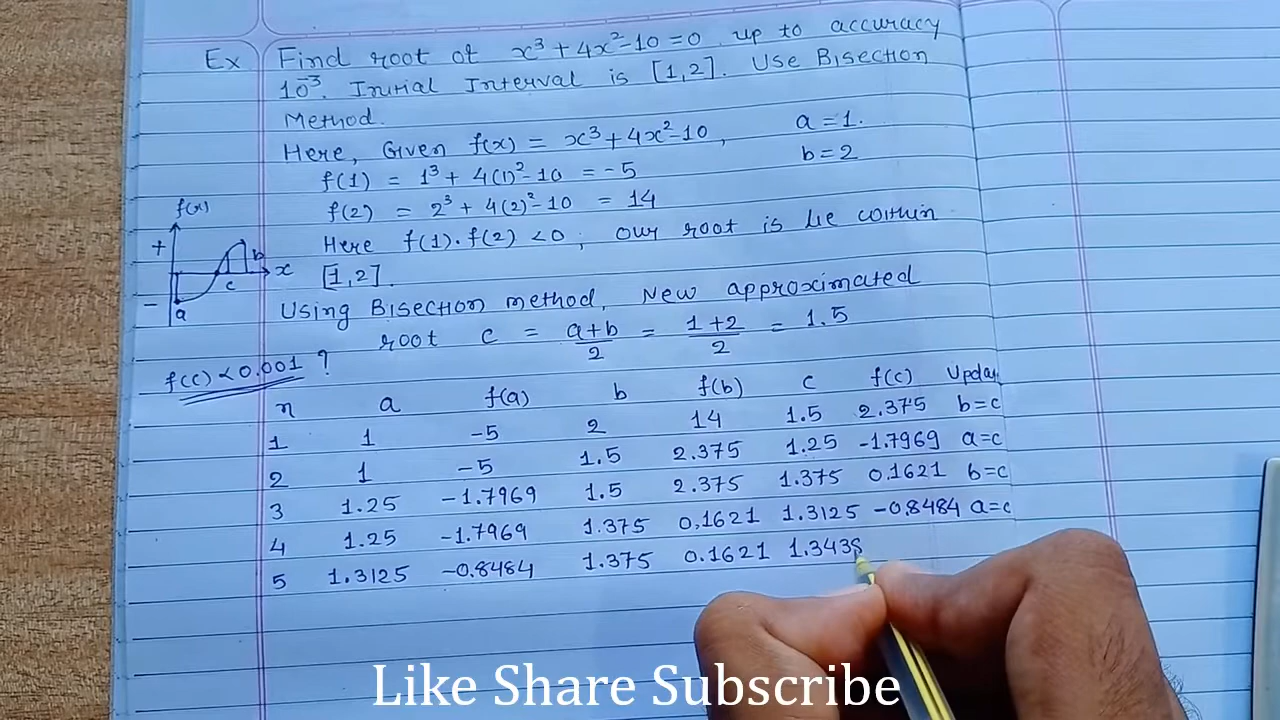 Ex Find root of x³ + 4x² - 10 = 0 up to accuracy
10⁻³. Initial Interval is [1,2]. Use Bisection
Method.
Here, Given f(x) = x³ + 4x² - 10, a = 1.
f(1) = 1³ + 4(1)² - 10 = -5 b = 2
f(2) = 2³ + 4(2)² - 10 = 14
Here f(1).f(2) < 0, our root is lie within
[1,2].
f(x)
+
b
x
c
-
a
Using Bisection method, New approximated
root c = a+b/2 = 1+2/2 = 1.5
f(c) < 0.001 ?
n a f(a) b f(b) c f(c) Updat
1 1 -5 2 14 1.5 2.375 b=c
2 1 -5 1.5 2.375 1.25 -1.7969 a=c
3 1.25 -1.7969 1.5 2.375 1.375 0.1621 b=c
4 1.25 -1.7969 1.375 0.1621 1.3125 -0.8484 a=c
5 1.3125 -0.8484 1.375 0.1621 1.3438
Like Share Subscribe